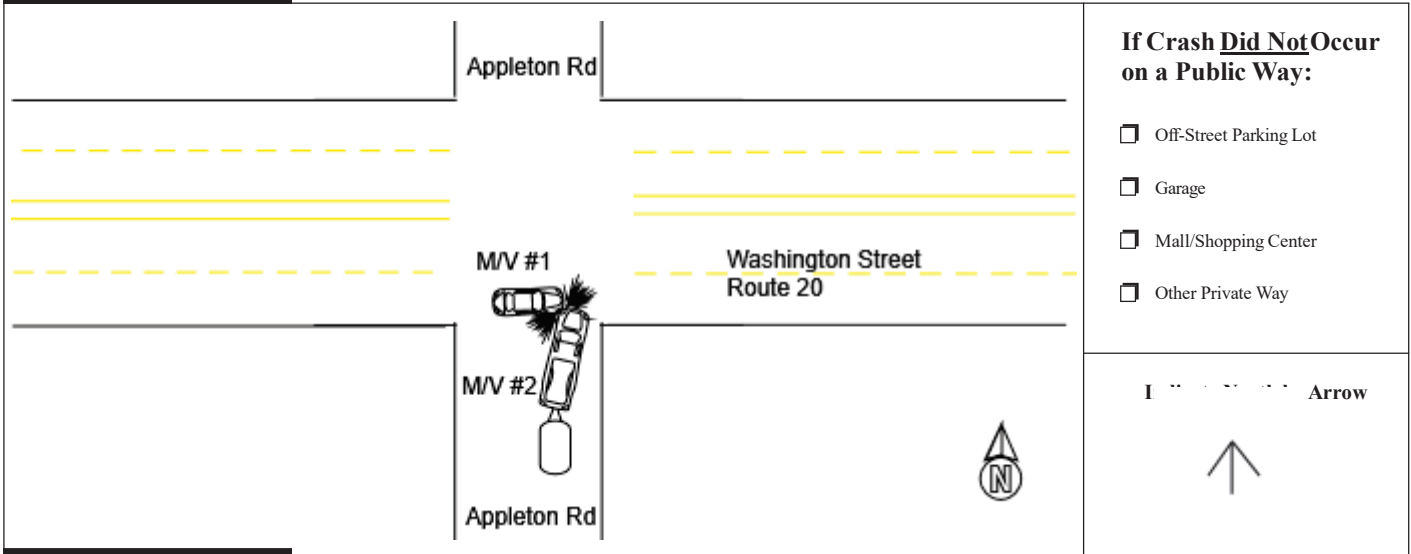 Appleton Rd
M/V #1
Washington Street
Route 20
M/V #2
N
Appleton Rd
If Crash Did Not Occur
on a Public Way:
Off-Street Parking Lot
Garage
Mall/Shopping Center
Other Private Way
Arrow